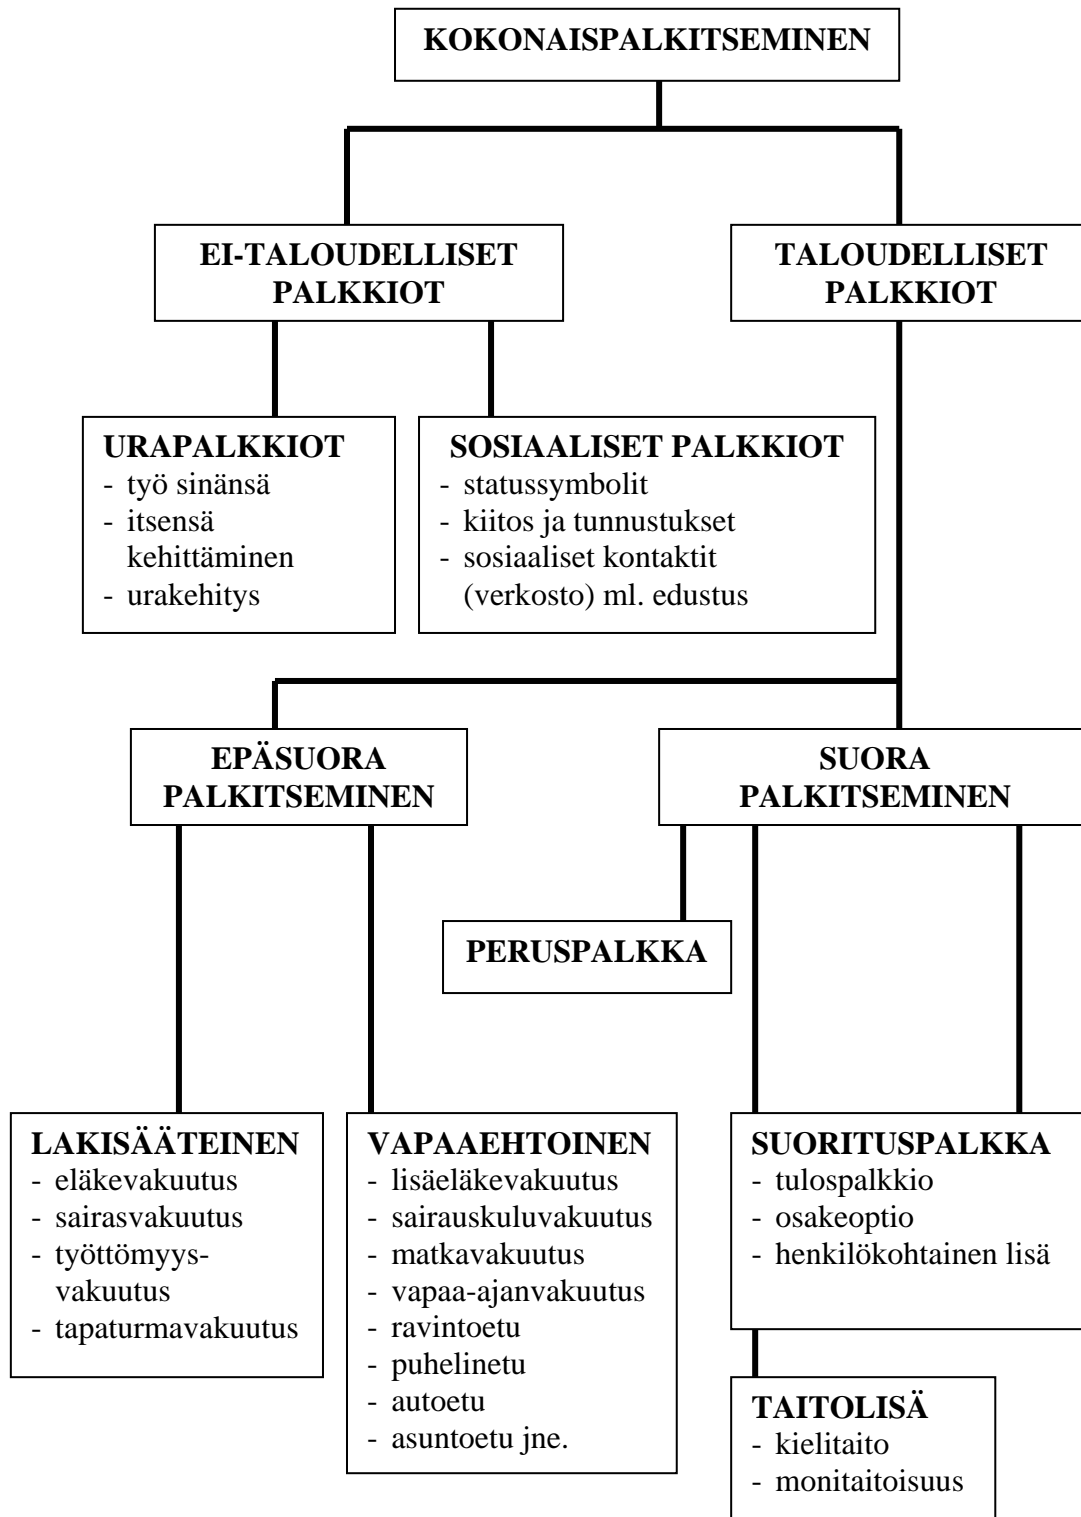 KOKONAISPALKITSEMINEN
EI-TALOUDELLISET
PALKKIOT
TALOUDELLISET
PALKKIOT
URAPALKKIOT
- työ sinänsä
- itsensä
kehittäminen
- urakehitys
SOSIAALISET PALKKIOT
- statussymbolit
- kiitos ja tunnustukset
- sosiaaliset kontaktit
(verkosto) ml. edustus
EPÄSUORA
PALKITSEMINEN
SUORA
PALKITSEMINEN
PERUSPALKKA
LAKISÄÄTEINEN
- eläkevakuutus
- sairasvakuutus
- työttömyys-
vakuutus
- tapaturmavakuutus
VAPAAEHTOINEN
- lisäeläkevakuutus
- sairauskuluvakuutus
- matkavakuutus
- vapaa-ajanvakuutus
- ravintoetu
- puhelinetu
- autoetu
- asuntoetu jne.
SUORITUSPALKKA
- tulospalkkio
- osakeoptio
- henkilökohtainen lisä
TAITOLISÄ
- kielitaito
- monitaitoisuus